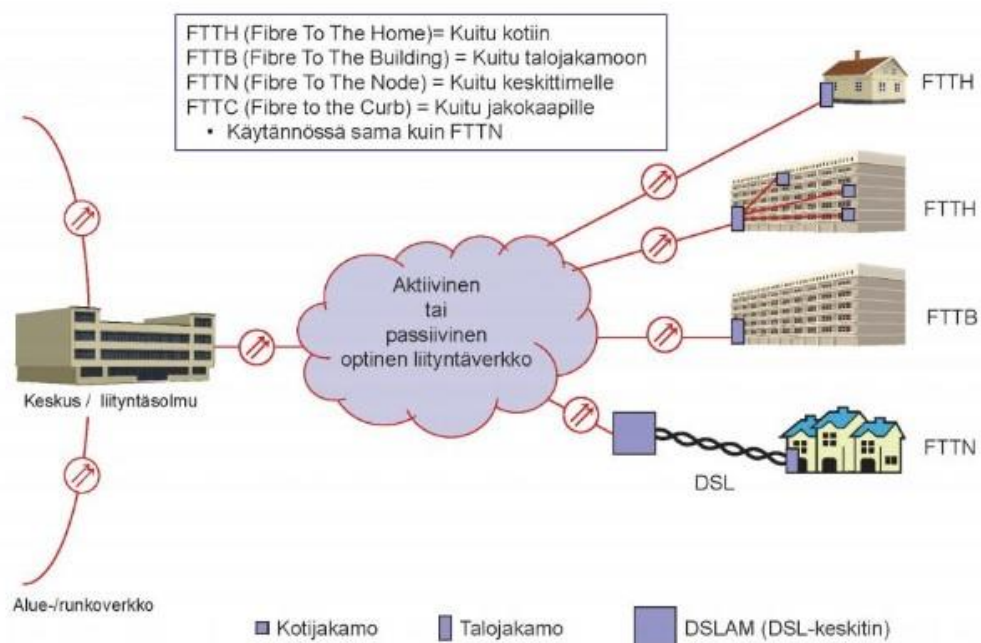 FTTH (Fibre To The Home)= Kuitu kotiin
FTTB (Fibre To The Building) = Kuitu talojakamoon
FTTN (Fibre To The Node) = Kuitu keskittimelle
FTTC (Fibre to the Curb) = Kuitu jakokaapille
• Käytännössä sama kuin FTTN
FTTH
FTTH
Aktiivinen
tai
passiivinen
optinen liityntäverkko
FTTB
Keskus / liityntäsolmu
FTTN
DSL
Alue-/runkoverkko
Kotijakamo
Talojakamo
DSLAM (DSL-keskitin)